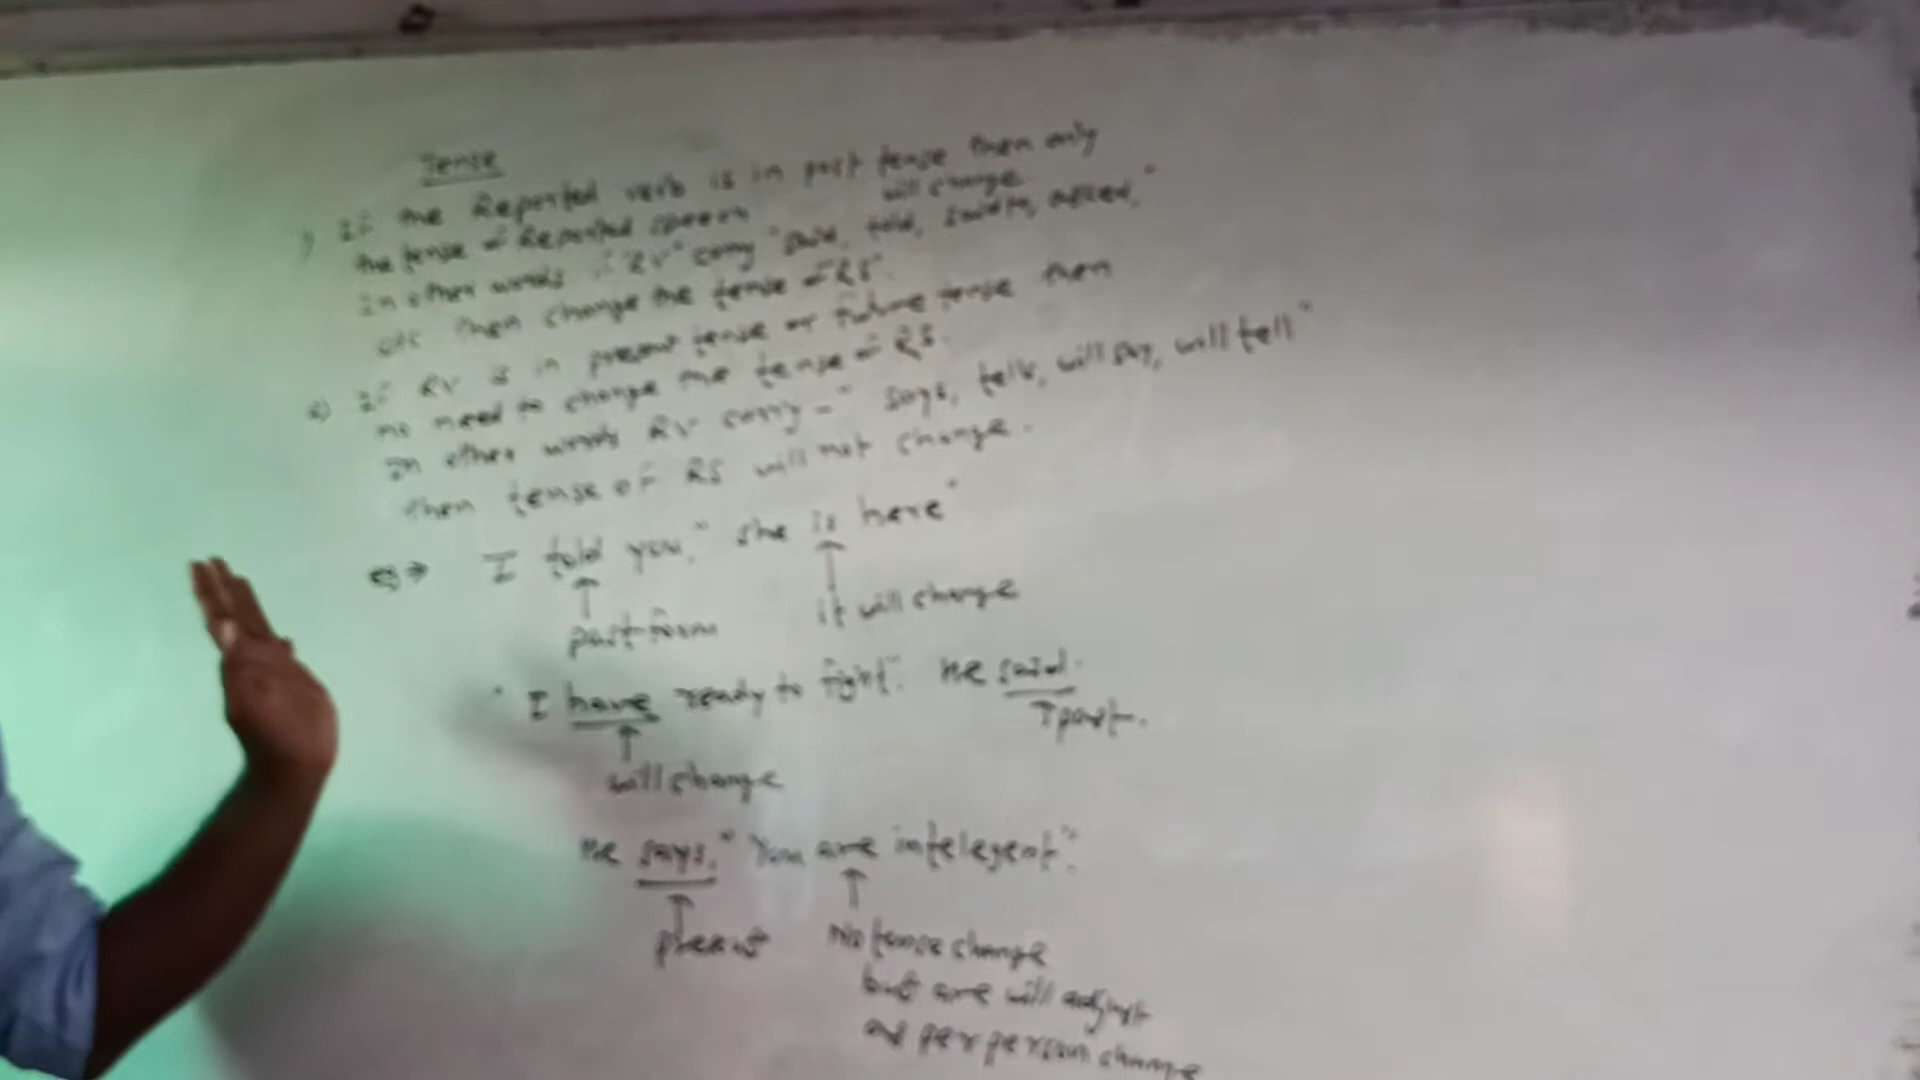 Tense
1) If the Reported verb is in past tense then only
the tense of Reported speech will change.
in other words if "RV" carry "said, told, said to, asked,"
etc then change the tense of "RS".
2) If RV is in present tense or future tense then
no need to change the tense of RS.
In other words RV carry - " says, tells, will say, will tell"
then tense of RS will not change.
eg → I told you, " she is here"
↑ ↑
past form it will change
" I have ready to fight". he said.
↑ will change ↑ past.
he says, " You are intelegent".
↑ ↑
present No tense change
but are will adjust
as per person change